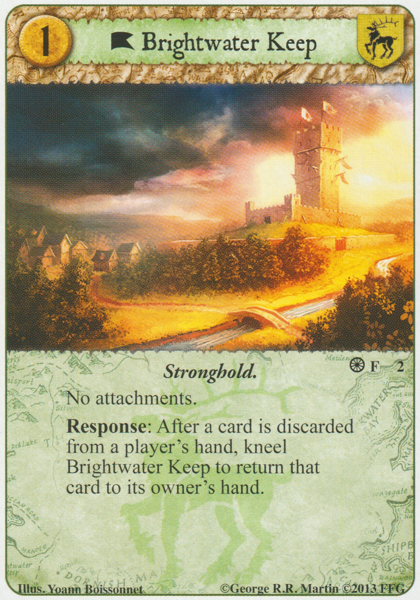 1
Brightwater Keep
Stronghold.
F 2
No attachments.
Response: After a card is discarded
from a player's hand, kneel
Brightwater Keep to return that
card to its owner's hand.
Illus. Yoann Boissonnet
©George R.R. Martin ©2013 FFG